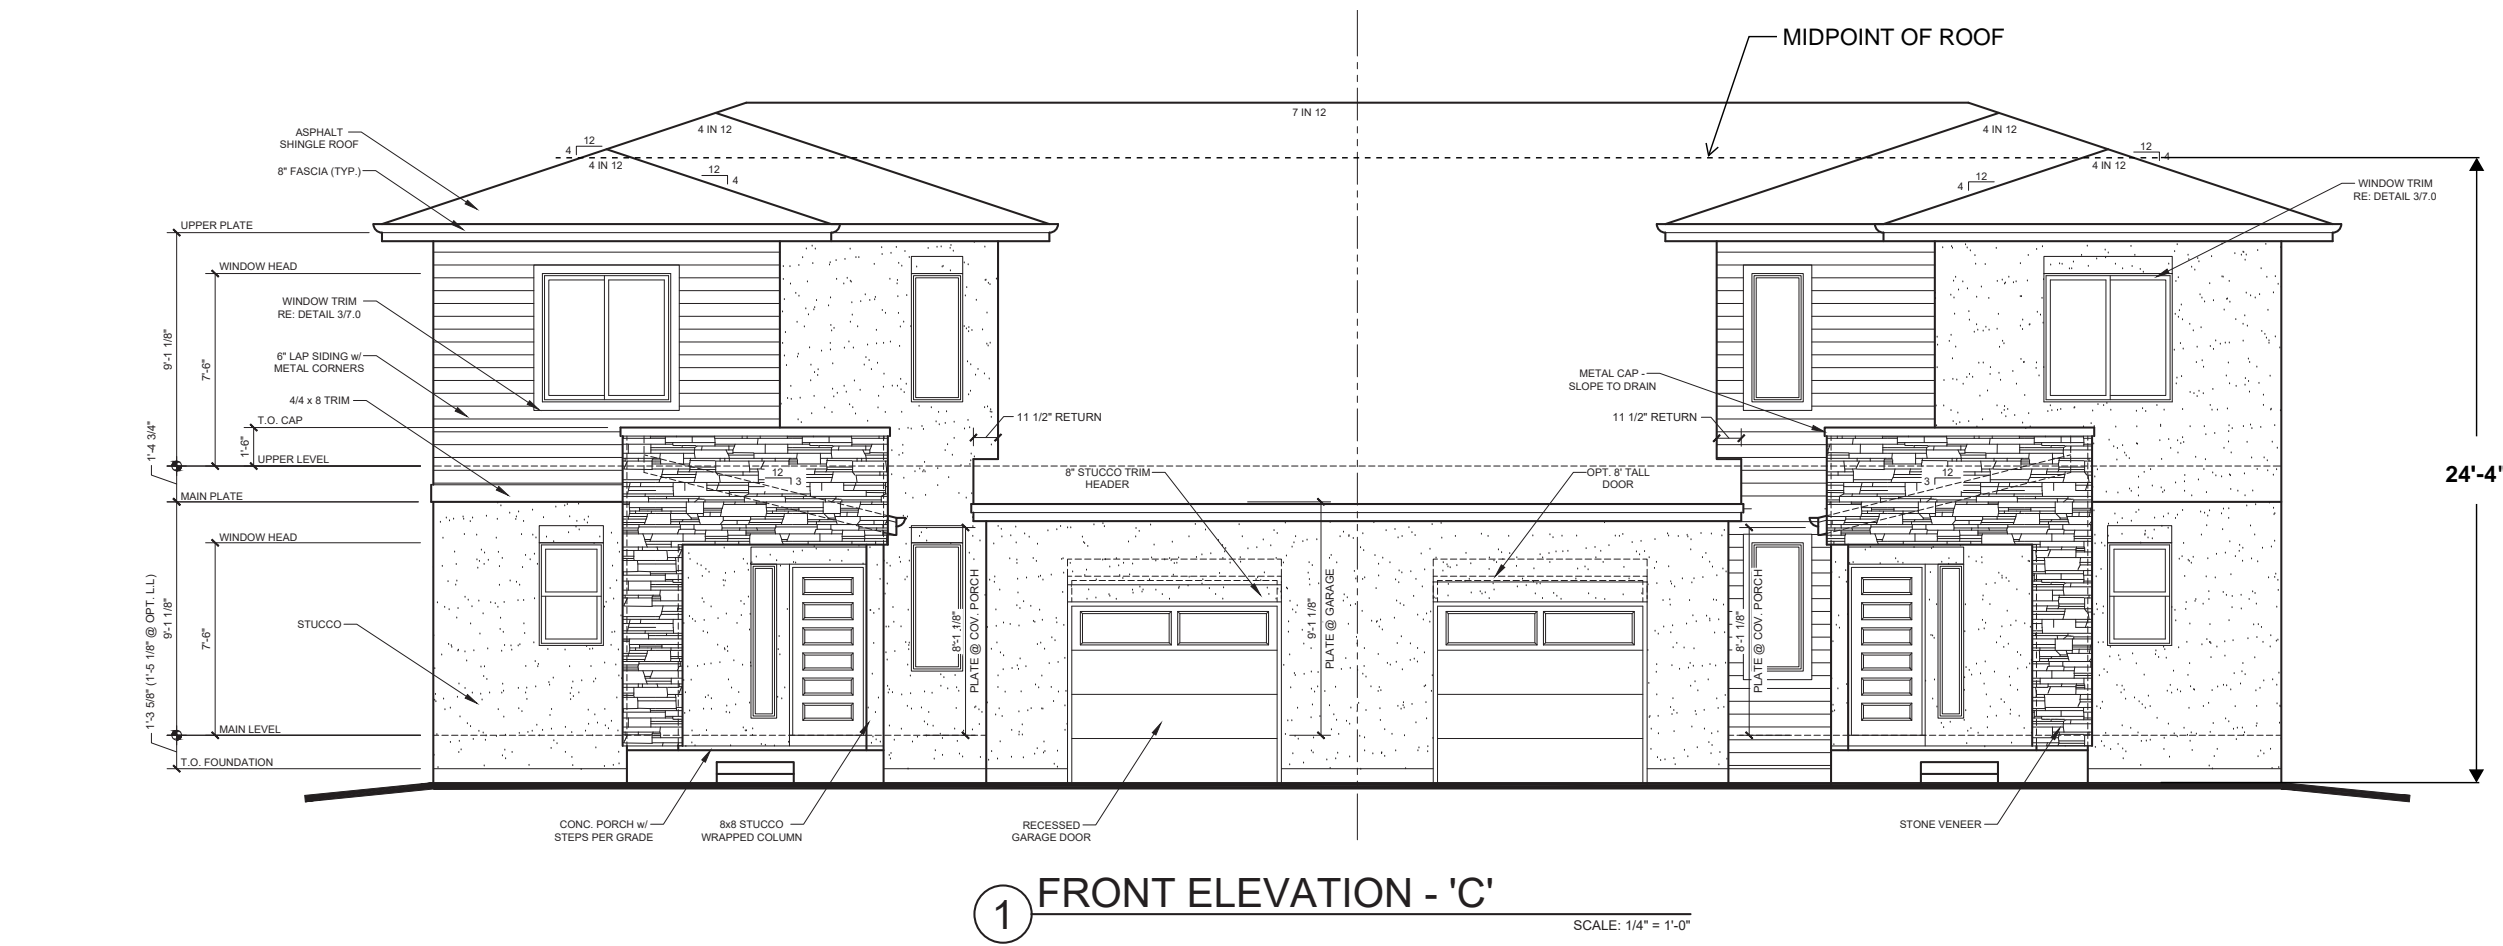 MIDPOINT OF ROOF
7 IN 12
ASPHALT
SHINGLE ROOF
12
4
4 IN 12
4 IN 12
12
4
8" FASCIA (TYP.)
4 IN 12
12
4
4 IN 12
12
4
WINDOW TRIM
RE: DETAIL 3/7.0
UPPER PLATE
WINDOW HEAD
WINDOW TRIM
RE: DETAIL 3/7.0
9'-1 1/8"
7'-6"
6" LAP SIDING w/
METAL CORNERS
4/4 x 8 TRIM
T.O. CAP
1'-6"
1'-4 3/4"
UPPER LEVEL
MAIN PLATE
11 1/2" RETURN
METAL CAP -
SLOPE TO DRAIN
11 1/2" RETURN
12
3
8" STUCCO TRIM
HEADER
OPT. 8' TALL
DOOR
12
3
24'-4"
WINDOW HEAD
1'-3 5/8" (1'-5 1/8" @ OPT. LL)
9'-1 1/8"
7'-6"
STUCCO
8'-1 1/8"
PLATE @ COV. PORCH
9'-1 1/8"
PLATE @ GARAGE
8'-1 1/8"
PLATE @ COV. PORCH
MAIN LEVEL
T.O. FOUNDATION
CONC. PORCH w/
STEPS PER GRADE
8x8 STUCCO
WRAPPED COLUMN
RECESSED
GARAGE DOOR
STONE VENEER
1
FRONT ELEVATION - 'C'
SCALE: 1/4" = 1'-0"